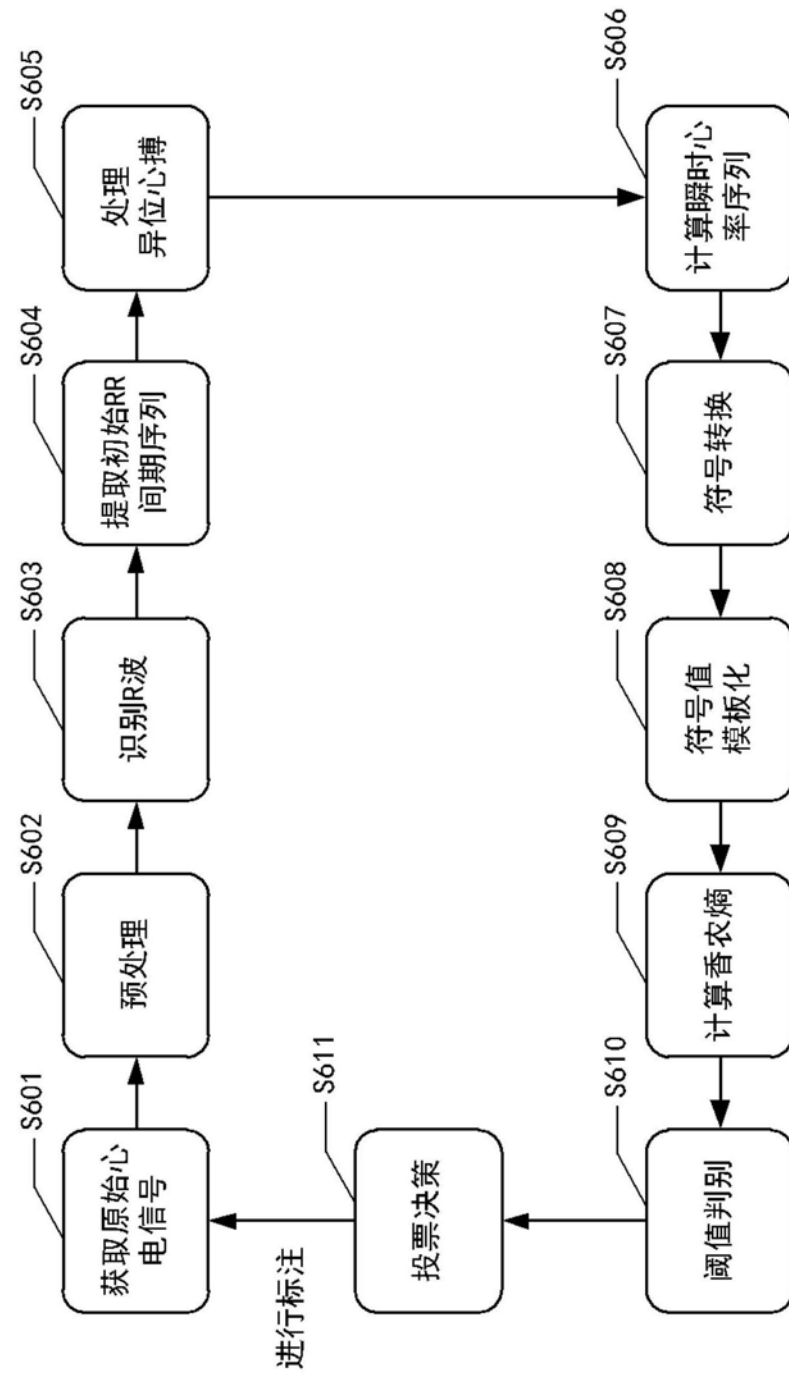 S601
获取原始心
电信号
S602
预处理
S603
识别R波
S604
提取初始RR
间期序列
S605
处理
异位心搏
S606
计算瞬时心
率序列
S607
符号转换
S608
符号值
模板化
S609
计算香农熵
S610
阈值判别
S611
投票决策
进行标注